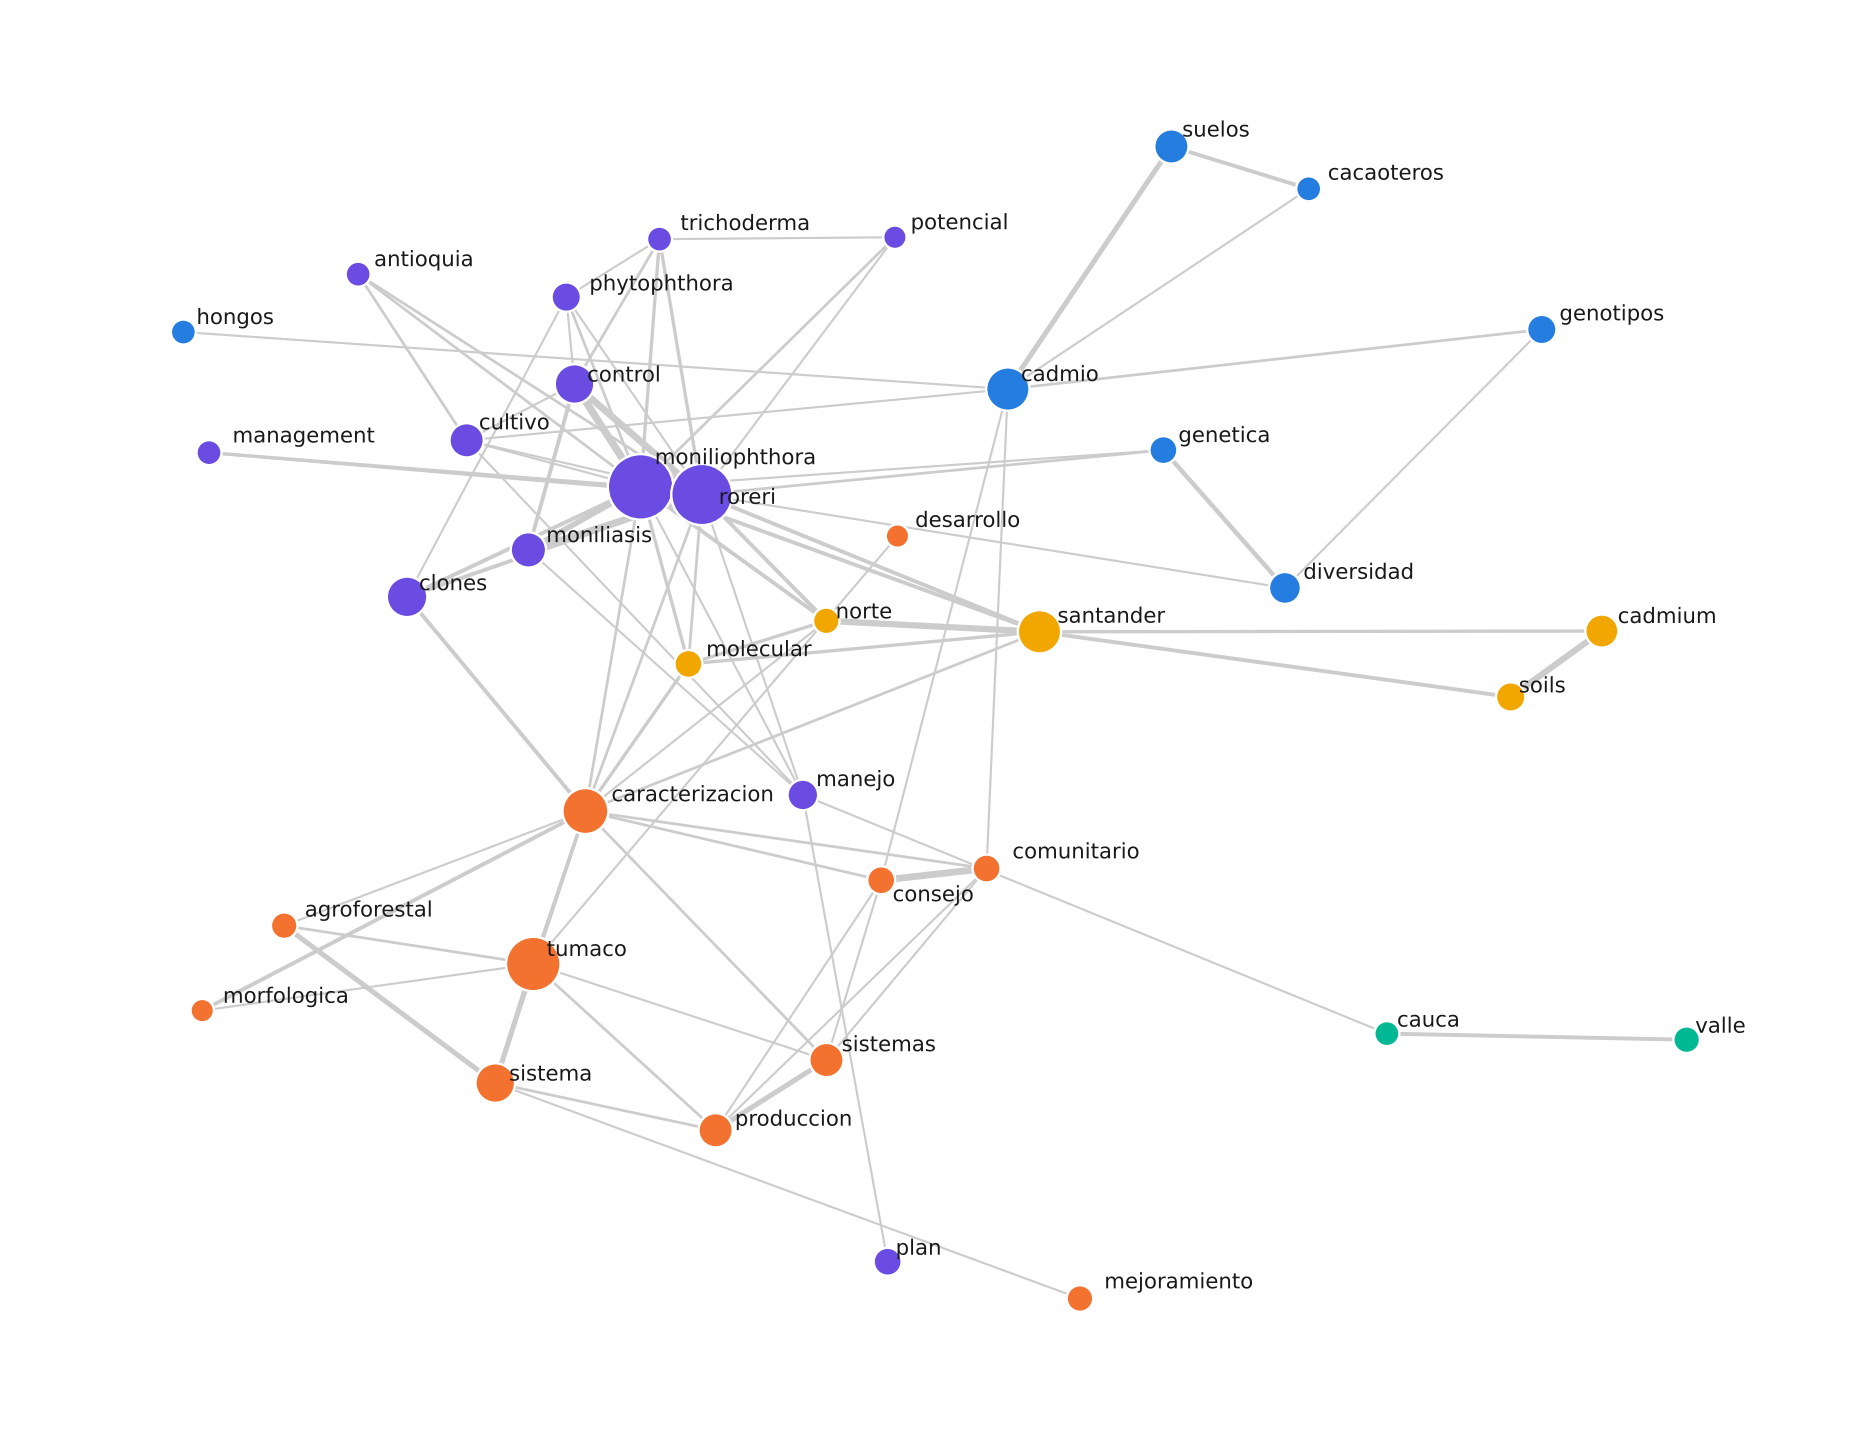 suelos
cacaoteros
trichoderma
potencial
antioquia
phytophthora
hongos
genotipos
control
cadmio
cultivo
management
genetica
moniliophthora
roreri
desarrollo
moniliasis
clones
diversidad
norte
santander
cadmium
molecular
soils
manejo
caracterizacion
comunitario
consejo
agroforestal
tumaco
morfologica
cauca
valle
sistemas
sistema
produccion
plan
mejoramiento